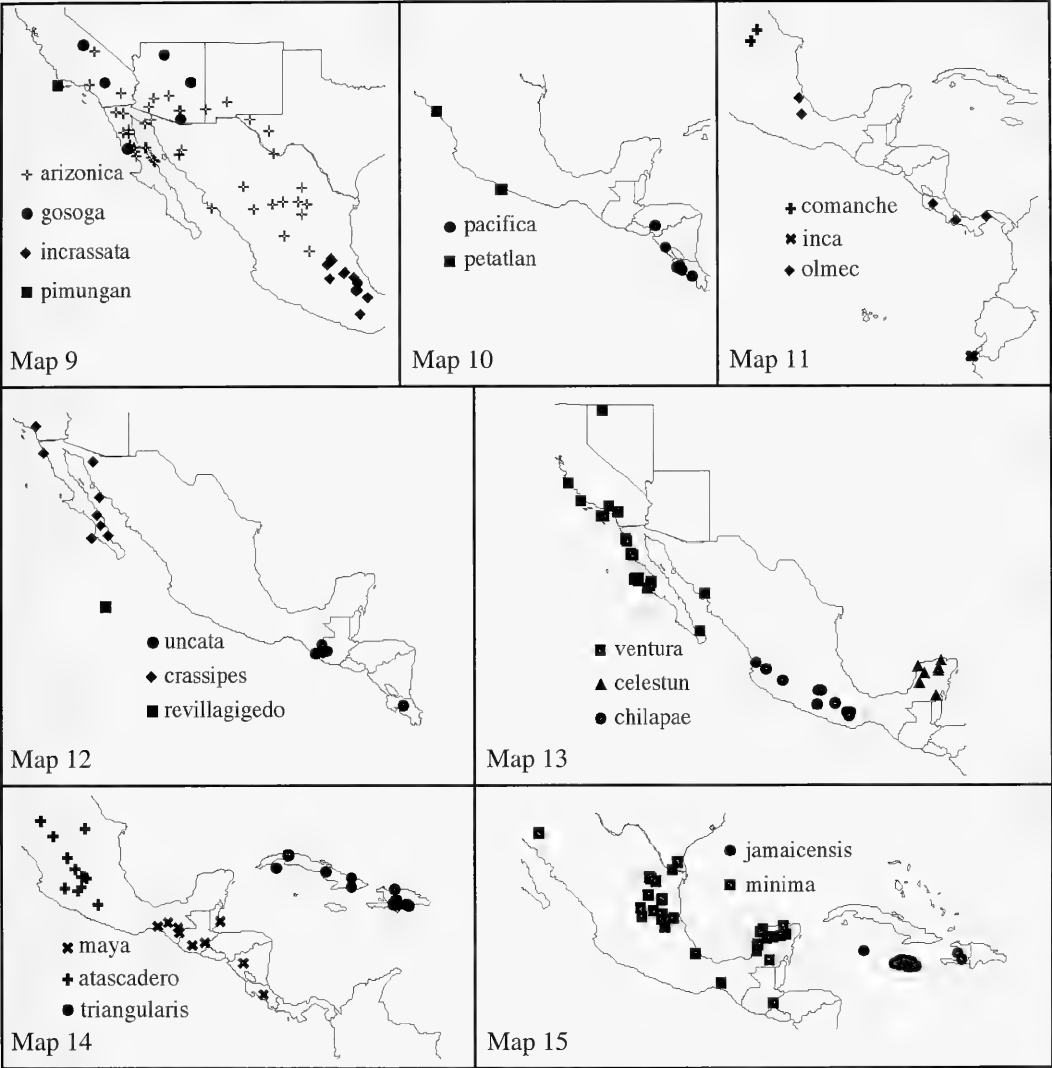 arizonica
gosoga
incrassata
pimungan
Map 9
pacifica
petatlan
Map 10
comanche
inca
olmec
Map 11
uncata
crassipes
revillagigedo
Map 12
ventura
celestun
chilapae
Map 13
maya
atascadero
triangularis
Map 14
jamaicensis
minima
Map 15